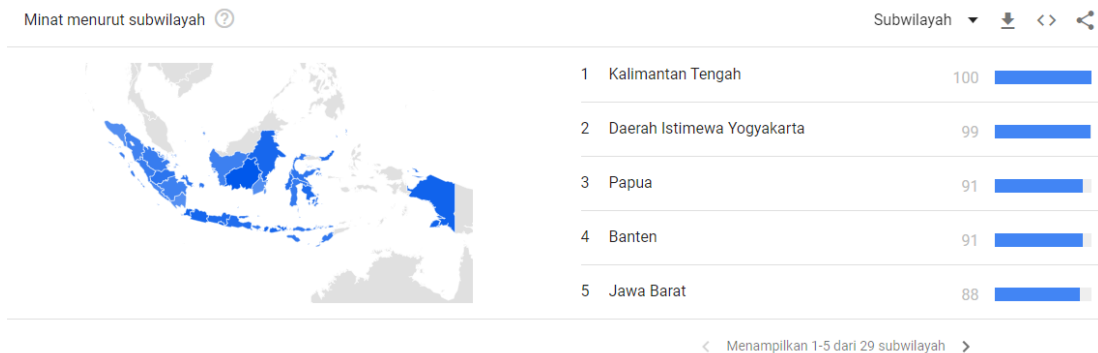 Minat menurut subwilayah ?
Subwilayah
1 Kalimantan Tengah 100
2 Daerah Istimewa Yogyakarta 99
3 Papua 91
4 Banten 91
5 Jawa Barat 88
Menampilkan 1-5 dari 29 subwilayah